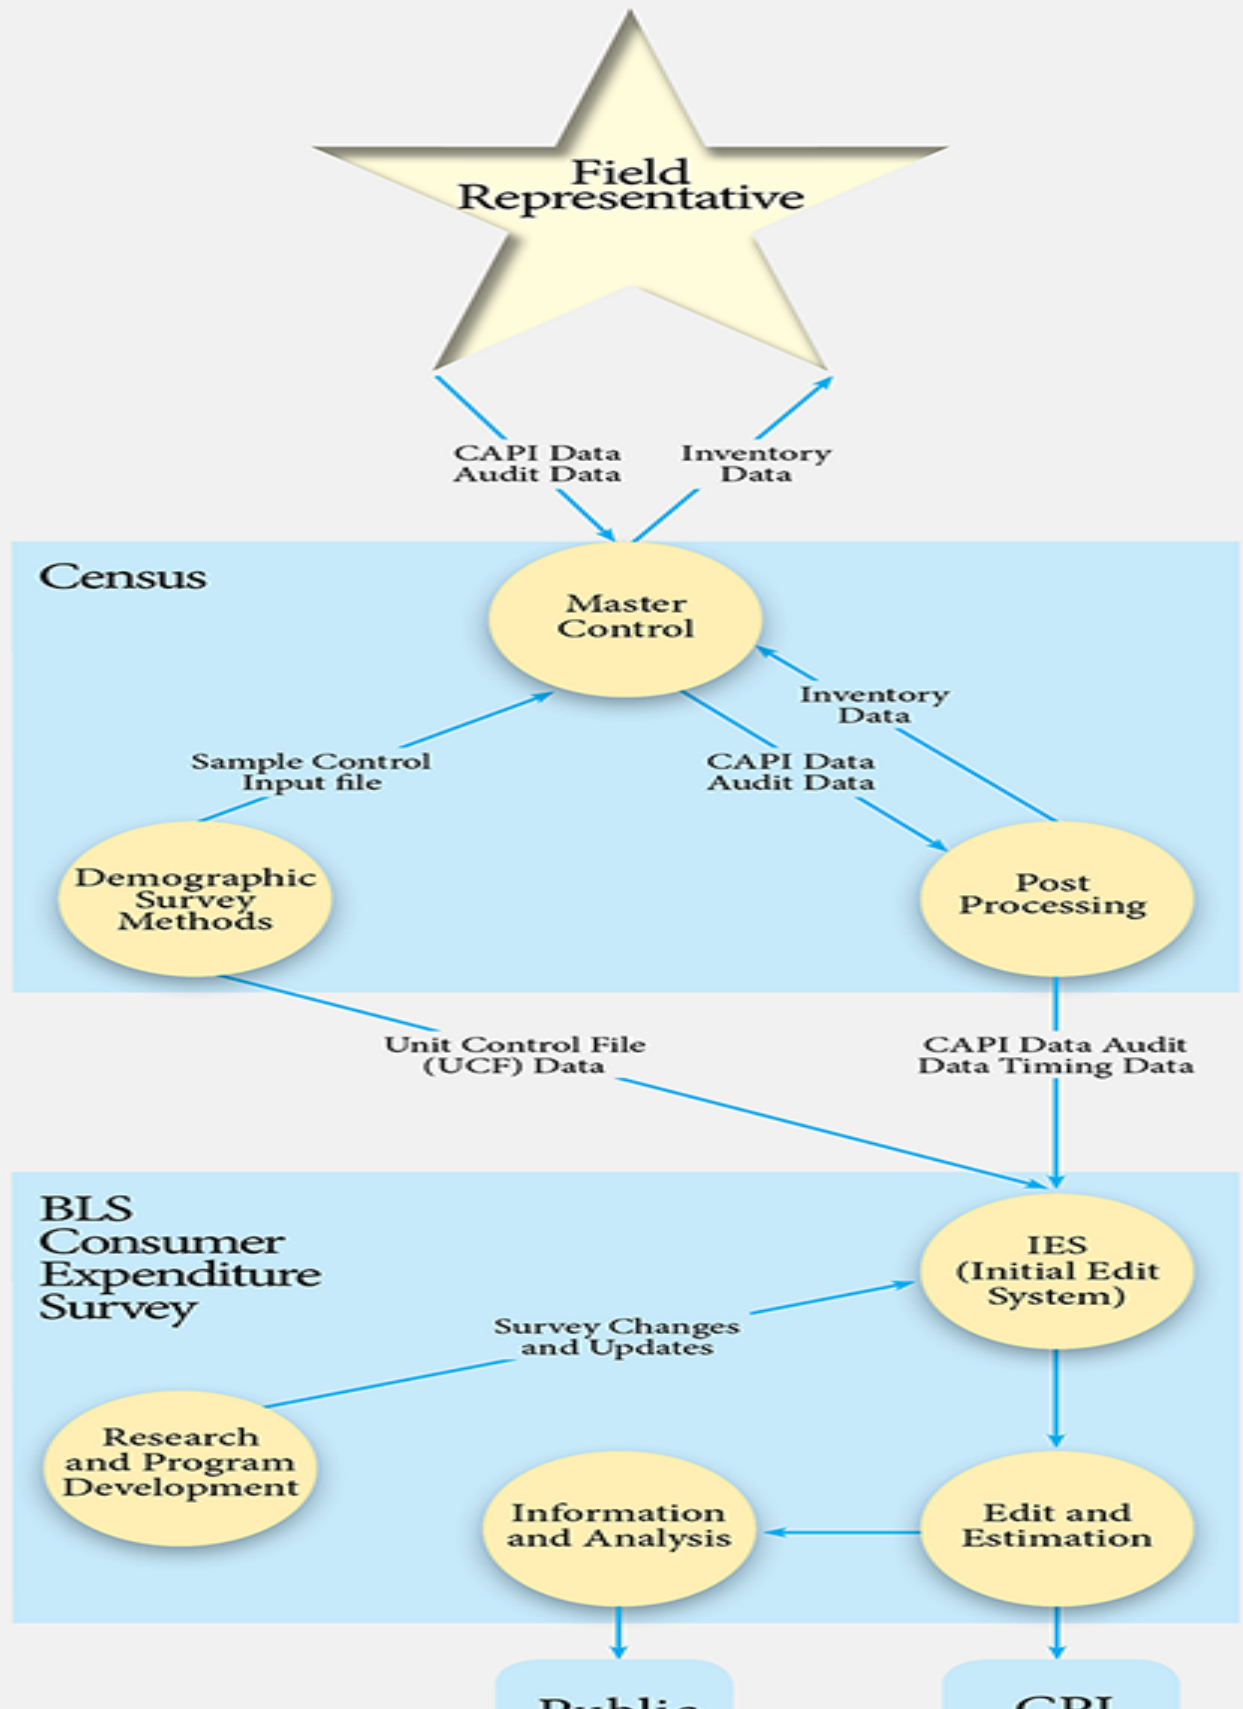 Field
Representative
CAPI Data
Audit Data
Inventory
Data
Census
Master
Control
Inventory
Data
Sample Control
Input file
CAPI Data
Audit Data
Demographic
Survey
Methods
Post
Processing
Unit Control File
(UCF) Data
CAPI Data Audit
Data Timing Data
BLS
Consumer
Expenditure
Survey
IES
(Initial Edit
System)
Survey Changes
and Updates
Research
and Program
Development
Information
and Analysis
Edit and
Estimation
Public
CPI